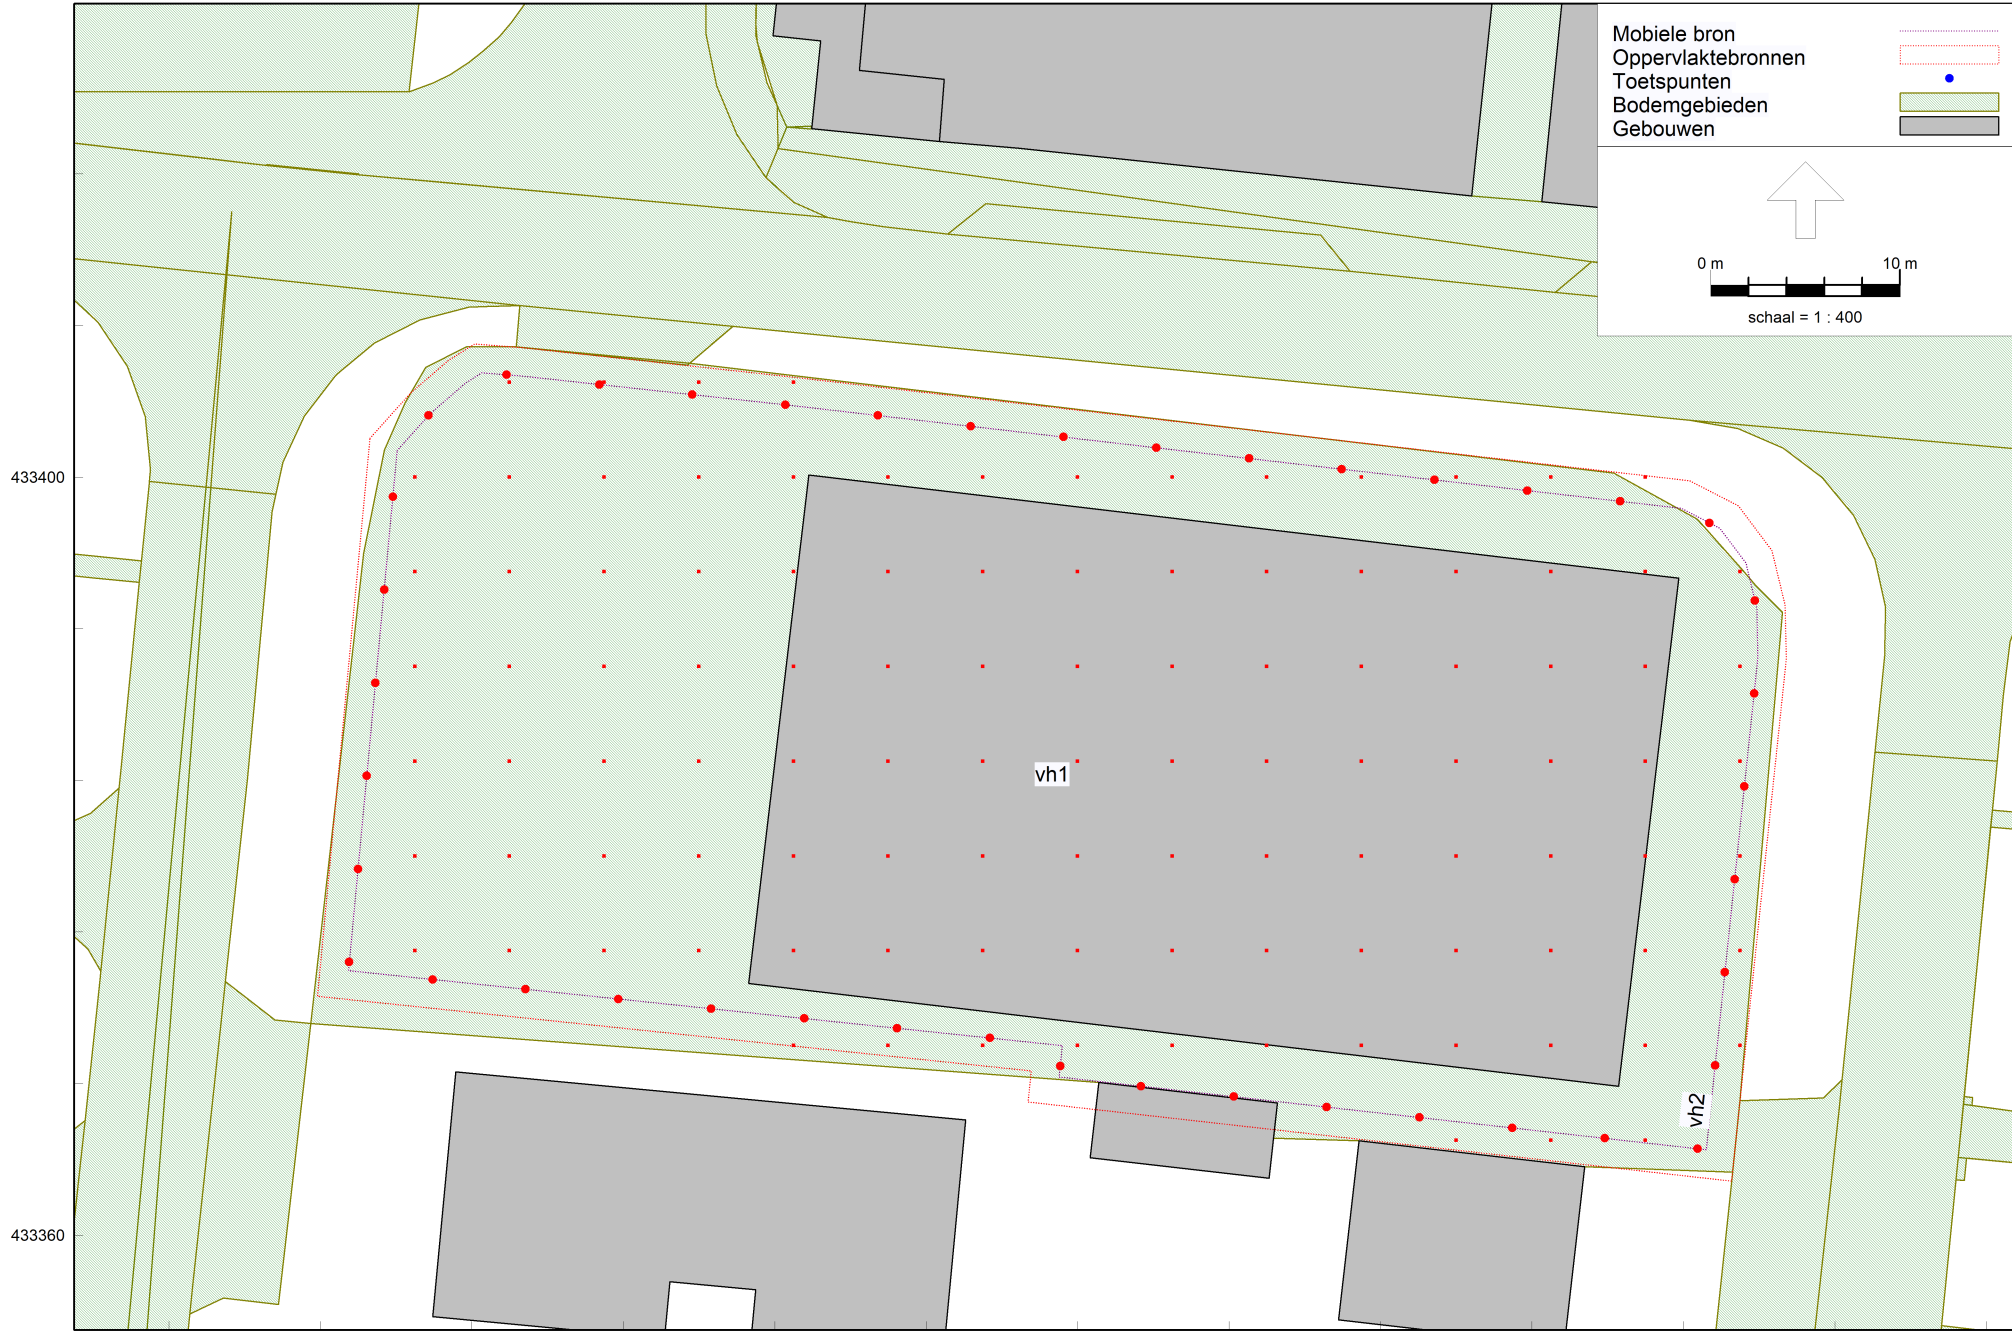 Mobiele bron
Oppervlaktebronnen
Toetspunten
Bodemgebieden
Gebouwen
0 m 10 m
schaal = 1 : 400
433400
vh1
vh2
433360